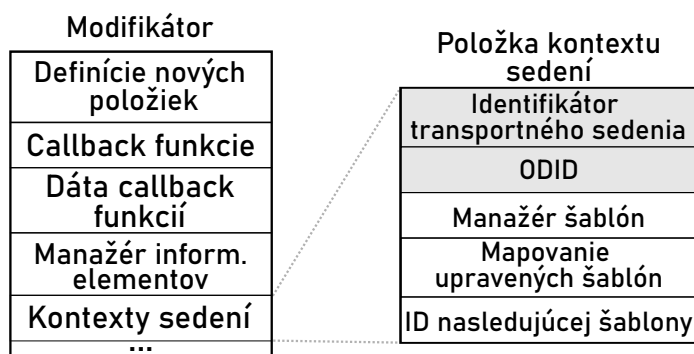 Modifikátor
Definície nových
položiek
Callback funkcie
Dáta callback
funkcií
Manažér inform.
elementov
Kontexty sedení
...
Položka kontextu
sedení
Identifikátor
transportného sedenia
ODID
Manažér šablón
Mapovanie
upravených šablón
ID nasledujúcej šablony